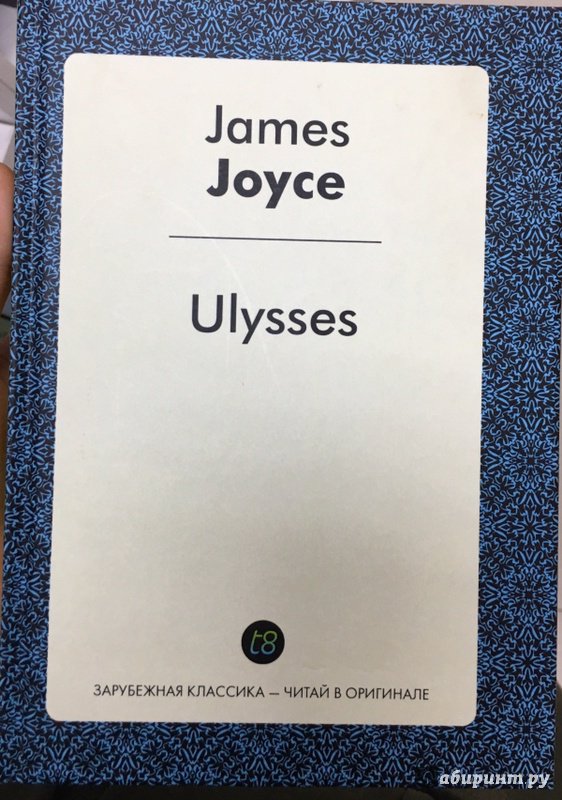 James
Joyce
Ulysses
t8
ЗАРУБЕЖНАЯ КЛАССИКА — ЧИТАЙ В ОРИГИНАЛЕ
абиринт.ру